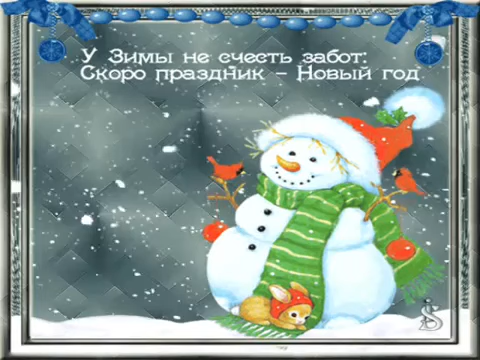 У Зимы не счесть забот:
Скоро праздник - Новый год